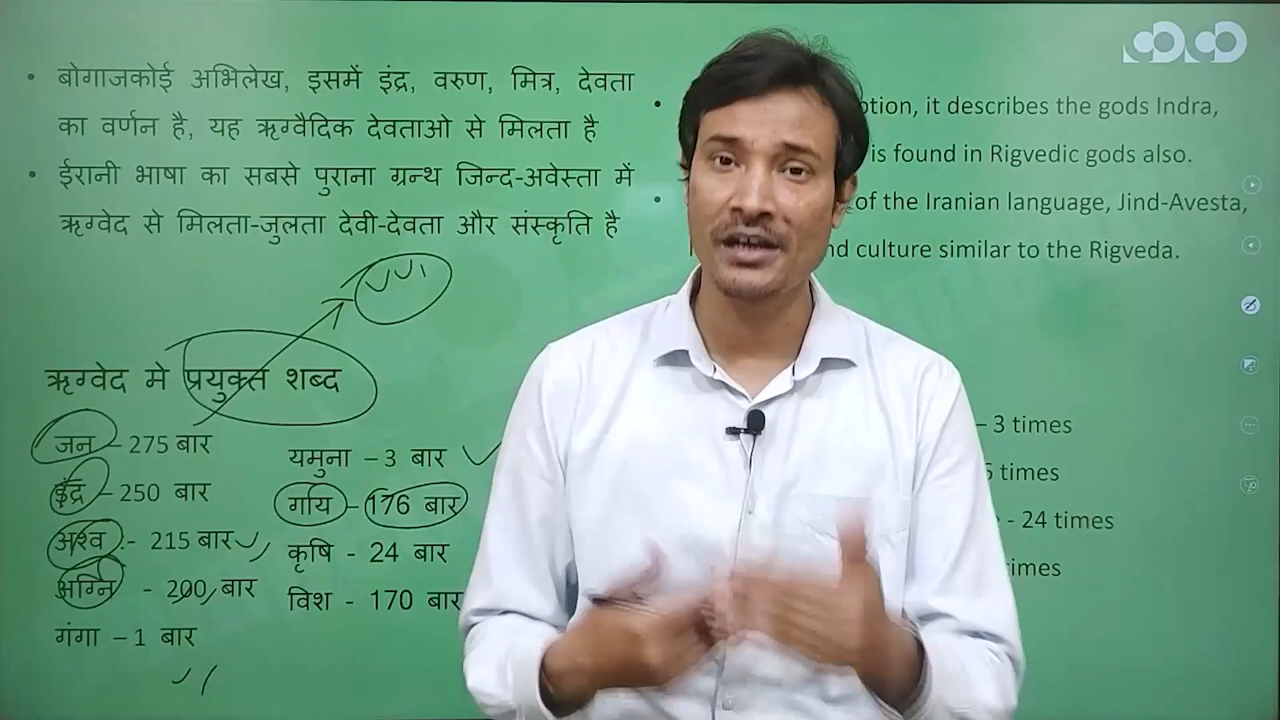 • बोगाजकोई अभिलेख, इसमें इंद्र, वरुण, मित्र, देवता
का वर्णन है, यह ऋग्वैदिक देवताओ से मिलता है
• ईरानी भाषा का सबसे पुराना ग्रन्थ जिन्द-अवेस्ता में
ऋग्वेद से मिलता-जुलता देवी-देवता और संस्कृति है
it describes the gods Indra,
is found in Rigvedic gods also.
of the Iranian language, Jind-Avesta,
culture similar to the Rigveda.
ऋग्वेद मे प्रयुक्त शब्द
जन – 275 बार
इंद्र – 250 बार
अश्व - 215 बार
अग्नि - 200 बार
गंगा – 1 बार
यमुना – 3 बार
गाय – 176 बार
कृषि - 24 बार
विश - 170 बार
– 3 times
times
- 24 times